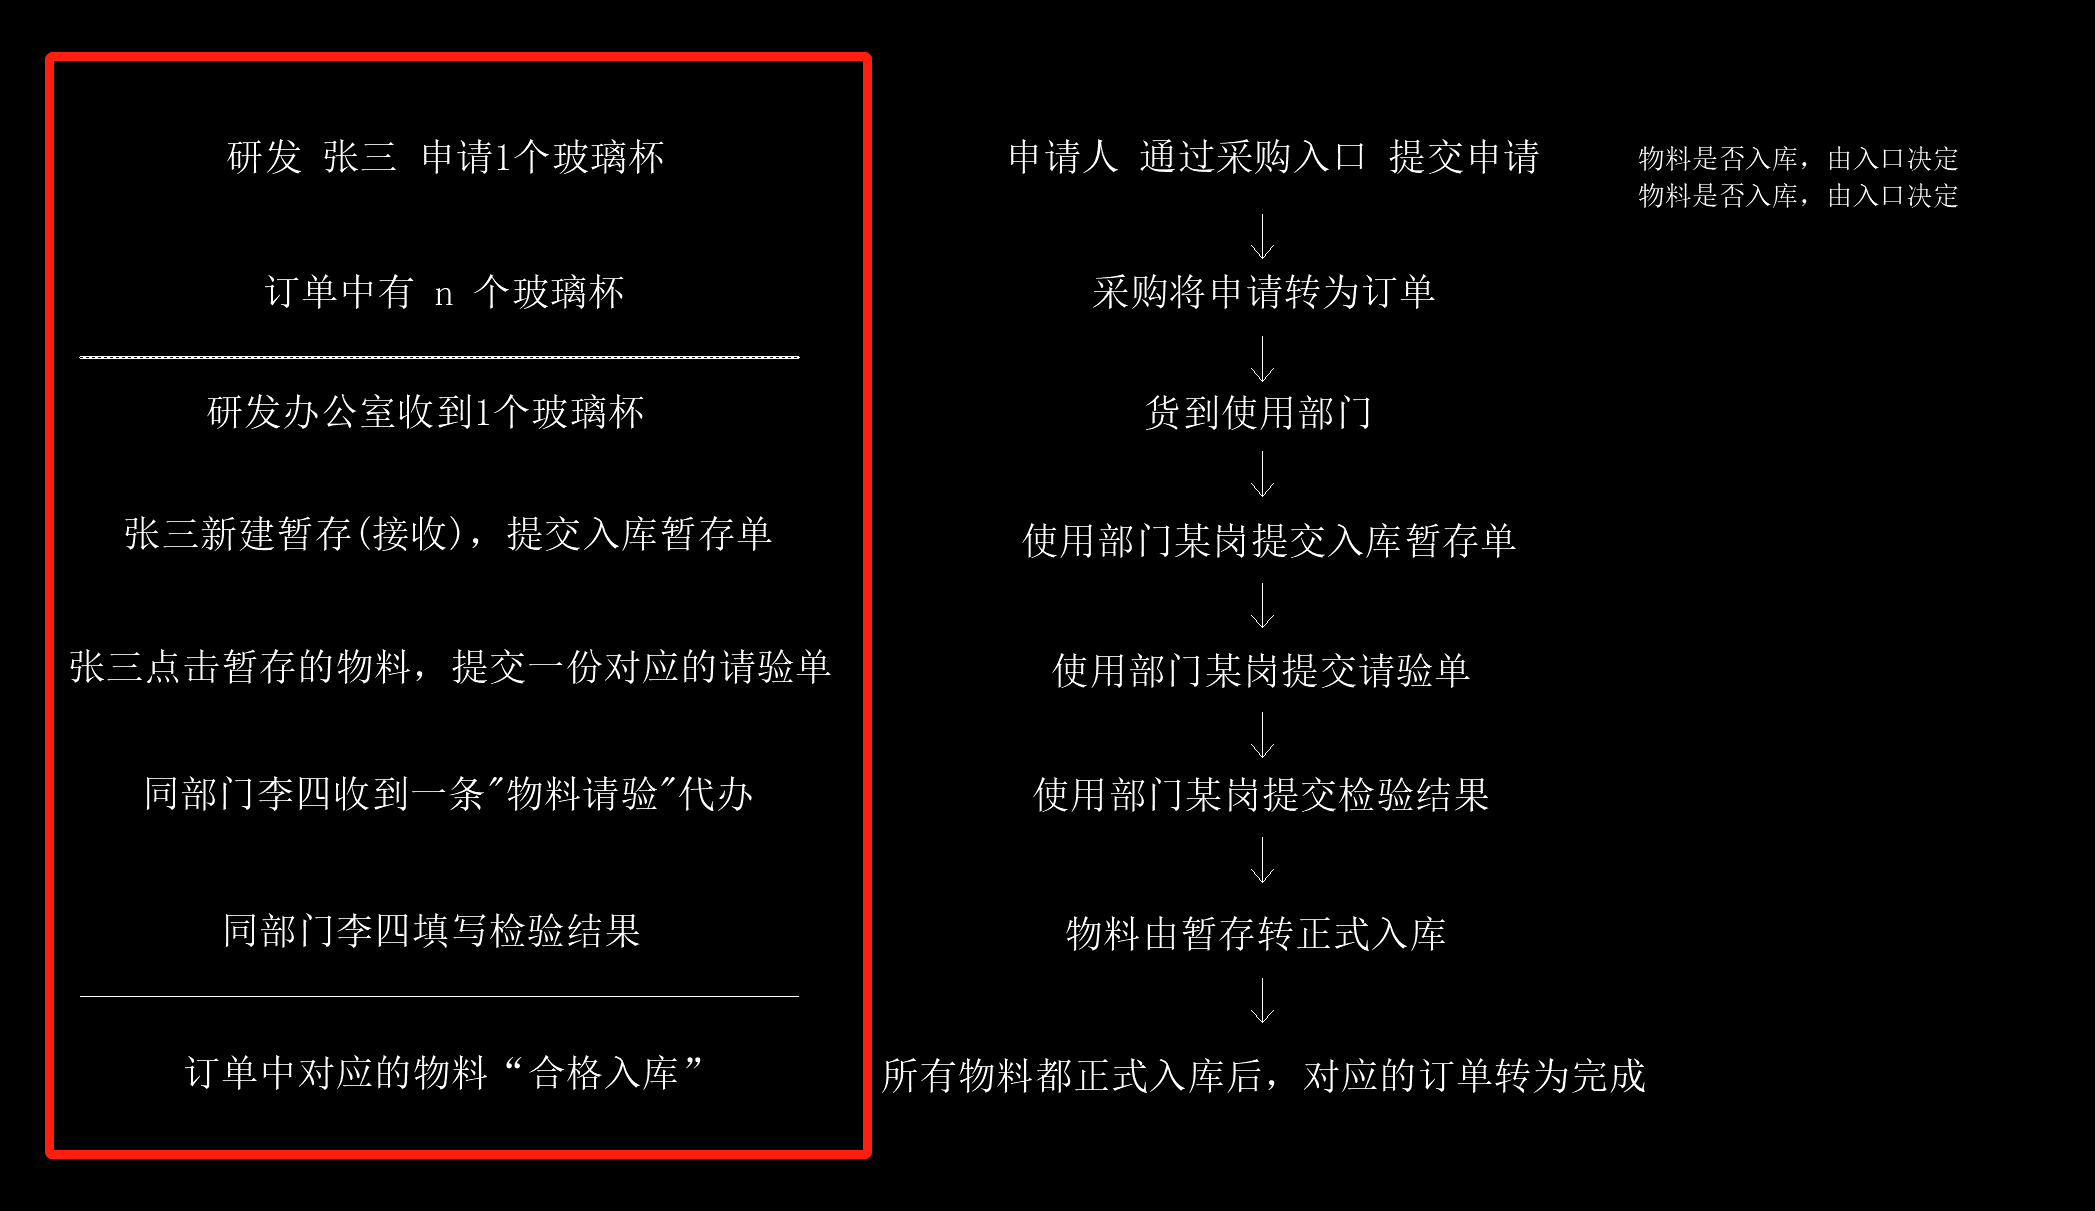 研发 张三 申请1个玻璃杯
订单中有 n 个玻璃杯
研发办公室收到1个玻璃杯
张三新建暂存(接收)，提交入库暂存单
张三点击暂存的物料，提交一份对应的请验单
同部门李四收到一条"物料请验"代办
同部门李四填写检验结果
订单中对应的物料“合格入库”
申请人 通过采购入口 提交申请
采购将申请转为订单
货到使用部门
使用部门某岗提交入库暂存单
使用部门某岗提交请验单
使用部门某岗提交检验结果
物料由暂存转正式入库
所有物料都正式入库后，对应的订单转为完成
物料是否入库，由入口决定
物料是否入库，由入口决定